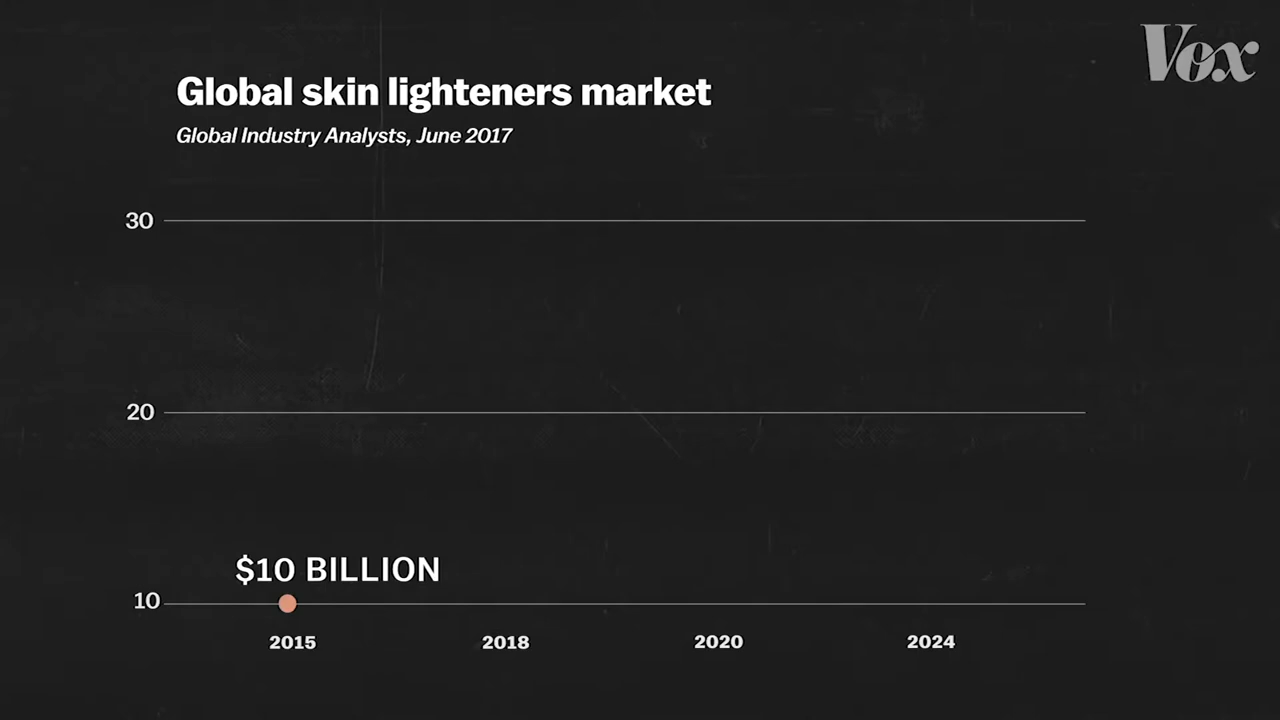 Vox
Global skin lighteners market
Global Industry Analysts, June 2017
30
20
$10 BILLION
10
2015 2018 2020 2024